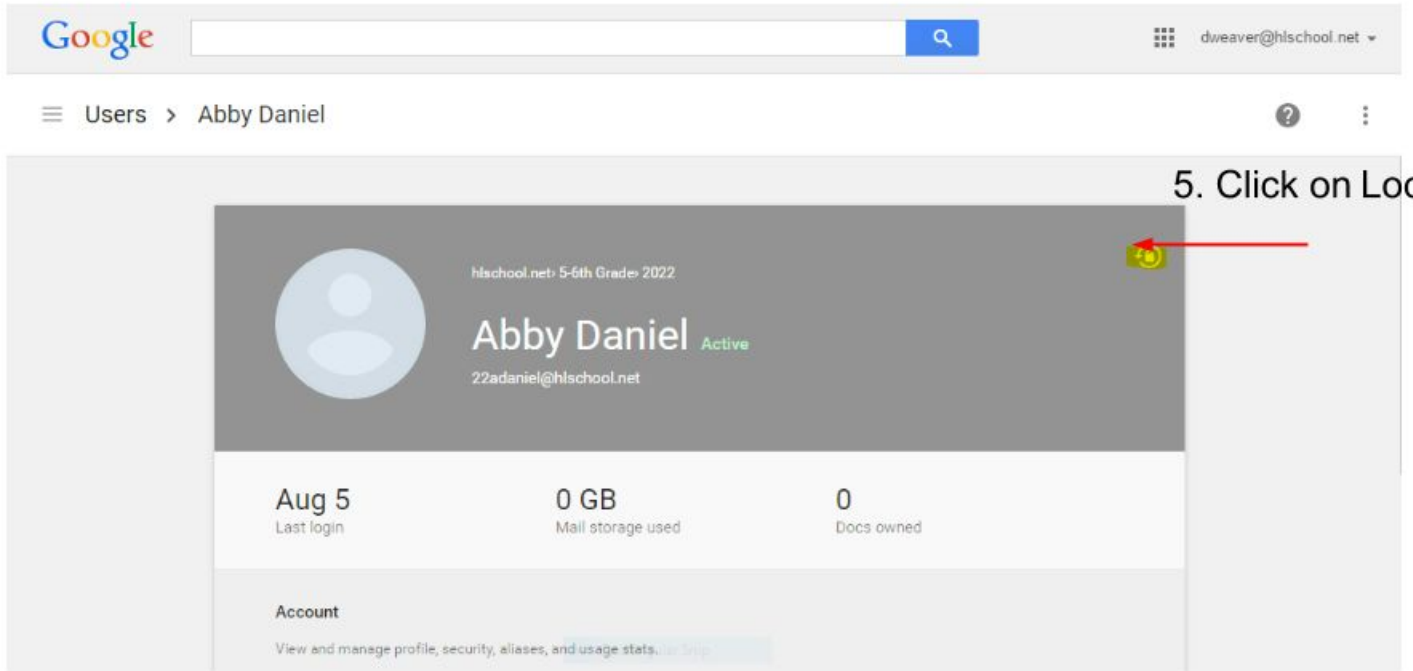 Google
dweaver@hlschool.net
Users > Abby Daniel
5. Click on Loc
hlschool.net› 5-6th Grade› 2022
Abby Daniel Active
22adaniel@hlschool.net
Aug 5 0 GB 0
Last login Mail storage used Docs owned
Account
View and manage profile, security, aliases, and usage stats.